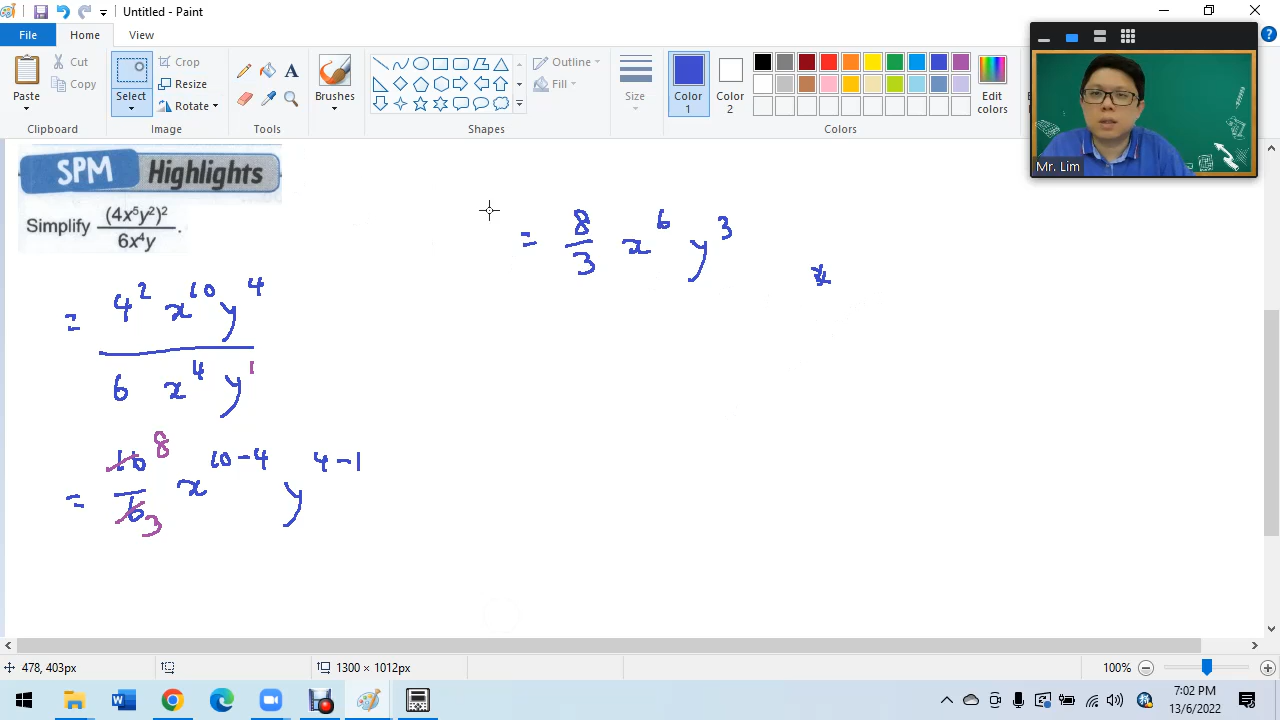 Untitled - Paint
File Home View
Paste
Cut
Copy
Clipboard
Select
Crop
Resize
Rotate
Image
Tools
Brushes
Outline
Fill
Shapes
Size
Color 1
Color 2
Edit colors
Colors
Mr. Lim
SPM Highlights
Simplify (4x⁵y²)²/6x⁴y.
= 4² x¹⁰ y⁴ / 6 x⁴ y¹
= 16/6 8/3 x¹⁰⁻⁴ y⁴⁻¹
= 8/3 x⁶ y³
478, 403px
1300 × 1012px
100%
7:02 PM
13/6/2022